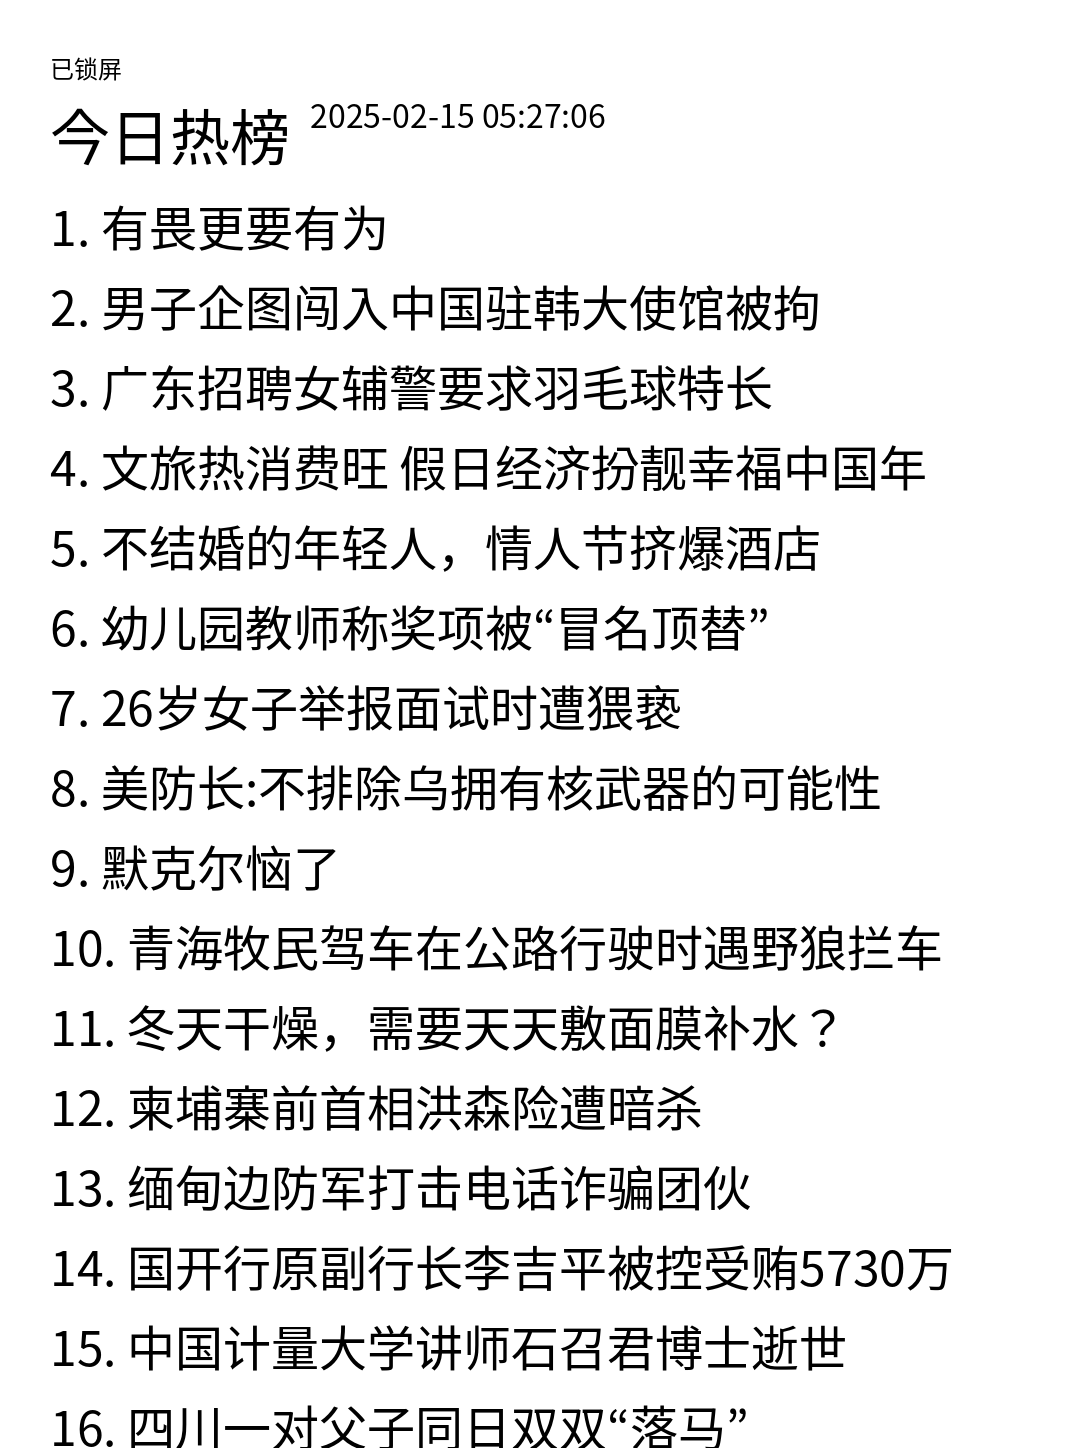 已锁屏
今日热榜 2025-02-15 05:27:06
1. 有畏更要有为
2. 男子企图闯入中国驻韩大使馆被拘
3. 广东招聘女辅警要求羽毛球特长
4. 文旅热消费旺 假日经济扮靓幸福中国年
5. 不结婚的年轻人，情人节挤爆酒店
6. 幼儿园教师称奖项被“冒名顶替”
7. 26岁女子举报面试时遭猥亵
8. 美防长:不排除乌拥有核武器的可能性
9. 默克尔恼了
10. 青海牧民驾车在公路行驶时遇野狼拦车
11. 冬天干燥，需要天天敷面膜补水？
12. 柬埔寨前首相洪森险遭暗杀
13. 缅甸边防军打击电话诈骗团伙
14. 国开行原副行长李吉平被控受贿5730万
15. 中国计量大学讲师石召君博士逝世
16. 四川一对父子同日双双“落马”